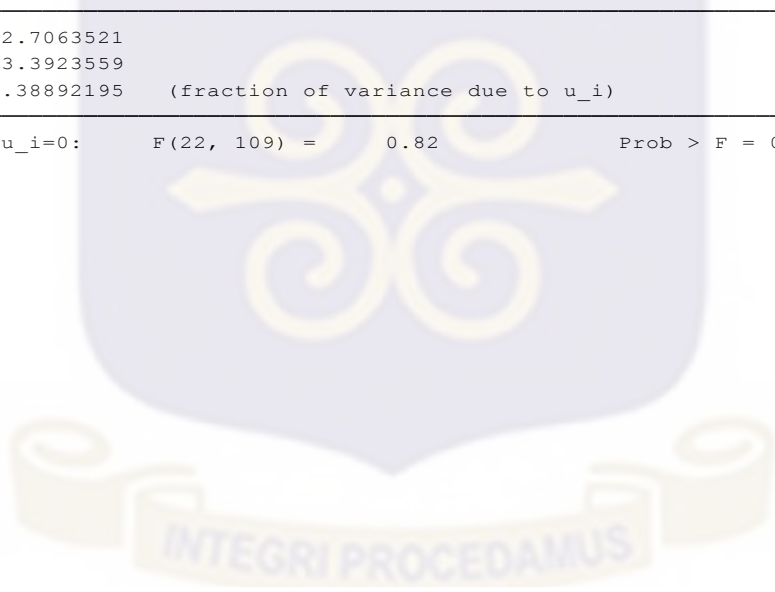 2.7063521
3.3923559
.38892195 (fraction of variance due to u_i)
u_i=0: F(22, 109) = 0.82 Prob > F = 0
INTEGRI PROCEDAMUS